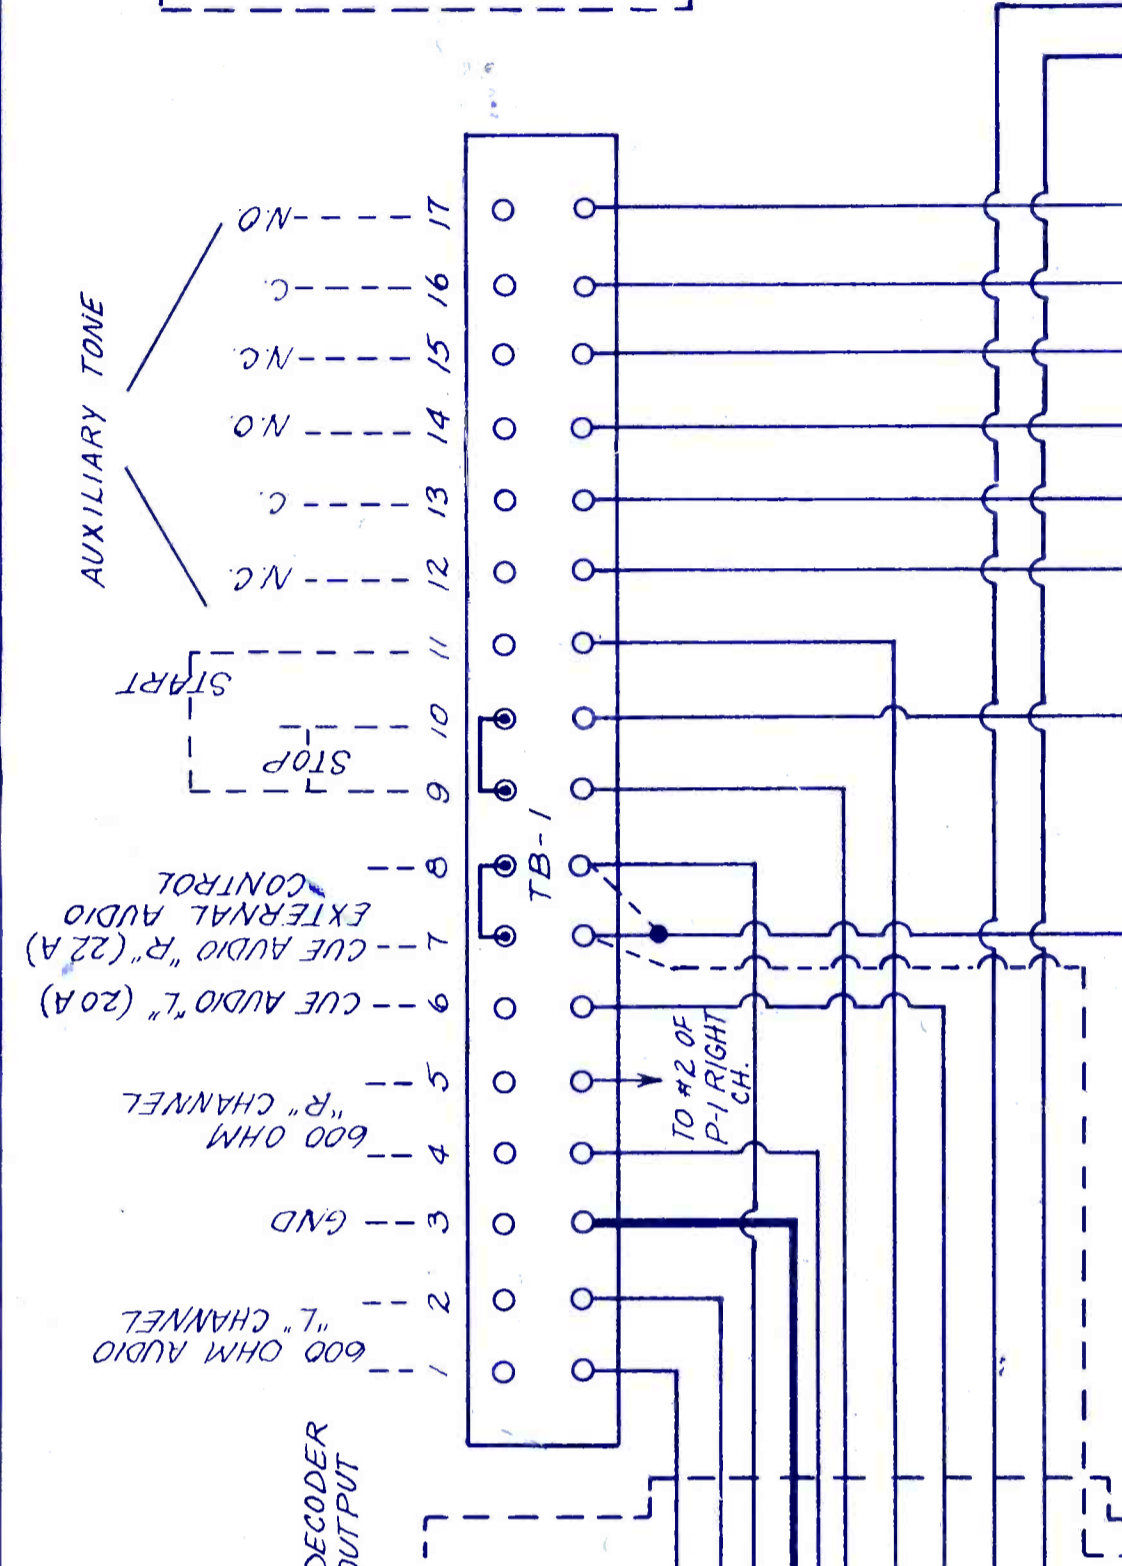 AUXILIARY TONE
N.O.
C.
N.C.
N.O.
C.
N.C.
START
STOP
EXTERNAL AUDIO
CONTROL
CUE AUDIO "R" (22A)
CUE AUDIO "L" (20A)
600 OHM
"R" CHANNEL
GND
600 OHM AUDIO
"L" CHANNEL
17
16
15
14
13
12
11
10
9
8
7
6
5
4
3
2
1
TB-1
TO #2 OF
P-1 RIGHT
CH.
DECODER
OUTPUT